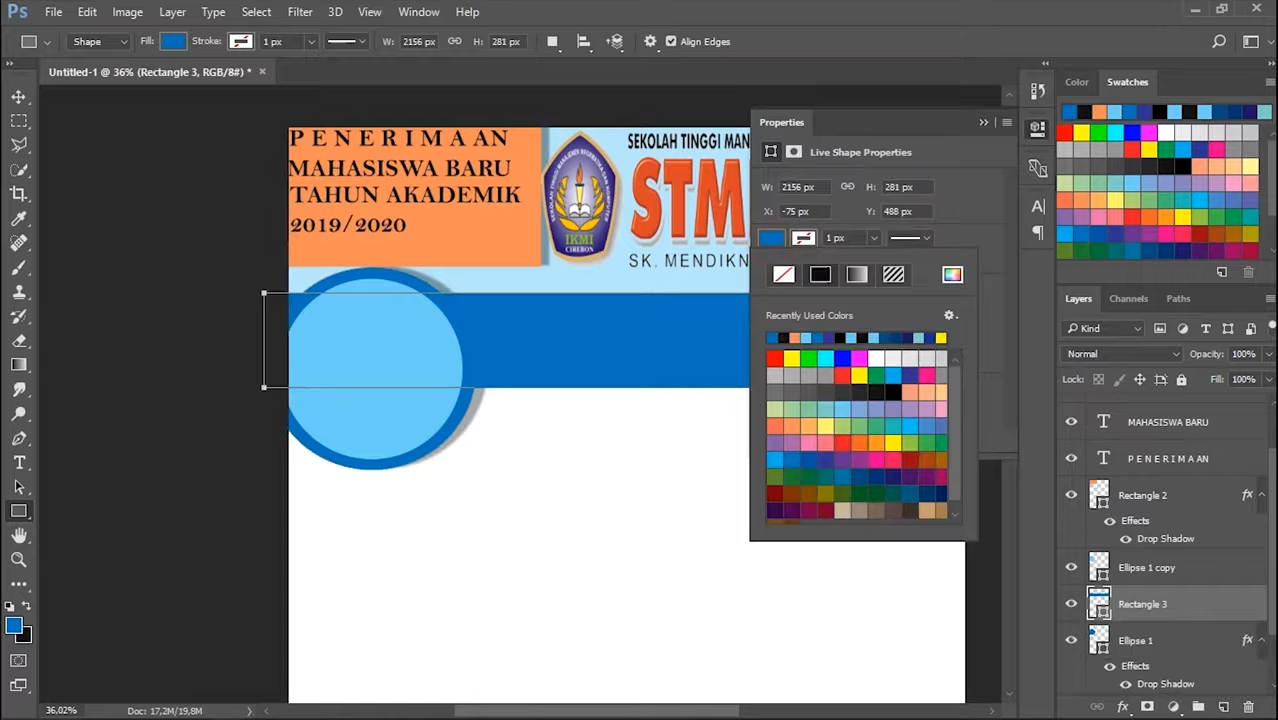 Ps File Edit Image Layer Type Select Filter 3D View Window Help
Shape Fill: Stroke: 1 px W: 2156 px H: 281 px Align Edges
Untitled-1 @ 36% (Rectangle 3, RGB/8#) * ×
PENERIMAAN
MAHASISWA BARU
TAHUN AKADEMIK
2019/2020
IKMI
CIREBON
SEKOLAH TINGGI MAN
STM
SK. MENDIKN
Properties
Live Shape Properties
W: 2156 px H: 281 px
X: -75 px Y: 488 px
1 px
Recently Used Colors
Color Swatches
Layers Channels Paths
Kind
Normal Opacity: 100%
Lock: Fill: 100%
T MAHASISWA BARU
T P E N E R I M A A N
Rectangle 2 fx
Effects
Drop Shadow
Ellipse 1 copy
Rectangle 3
Ellipse 1 fx
Effects
Drop Shadow
36,02% Doc: 17,2M/19,8M